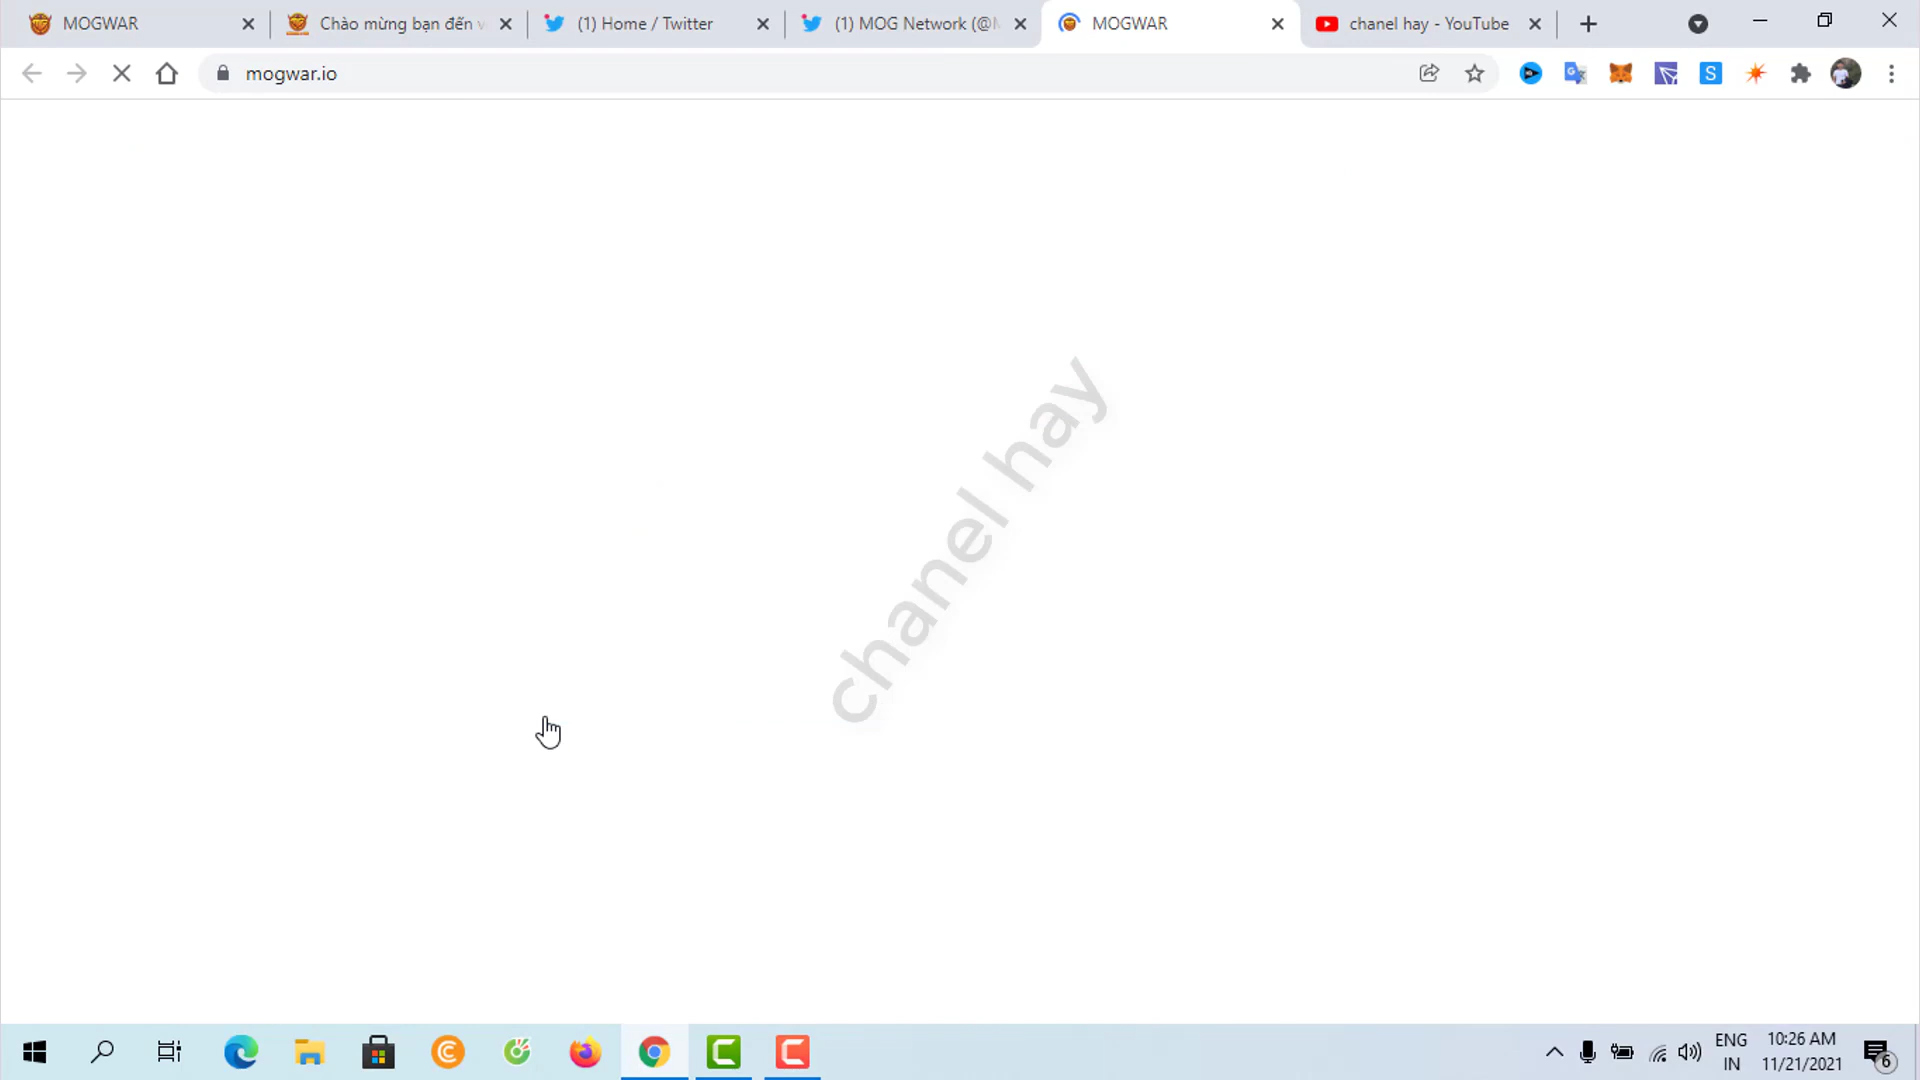 MOGWAR
Chào mừng bạn đến v
(1) Home / Twitter
(1) MOG Network (@M
MOGWAR
chanel hay - YouTube
mogwar.io
chanel hay
ENG
IN
10:26 AM
11/21/2021
6